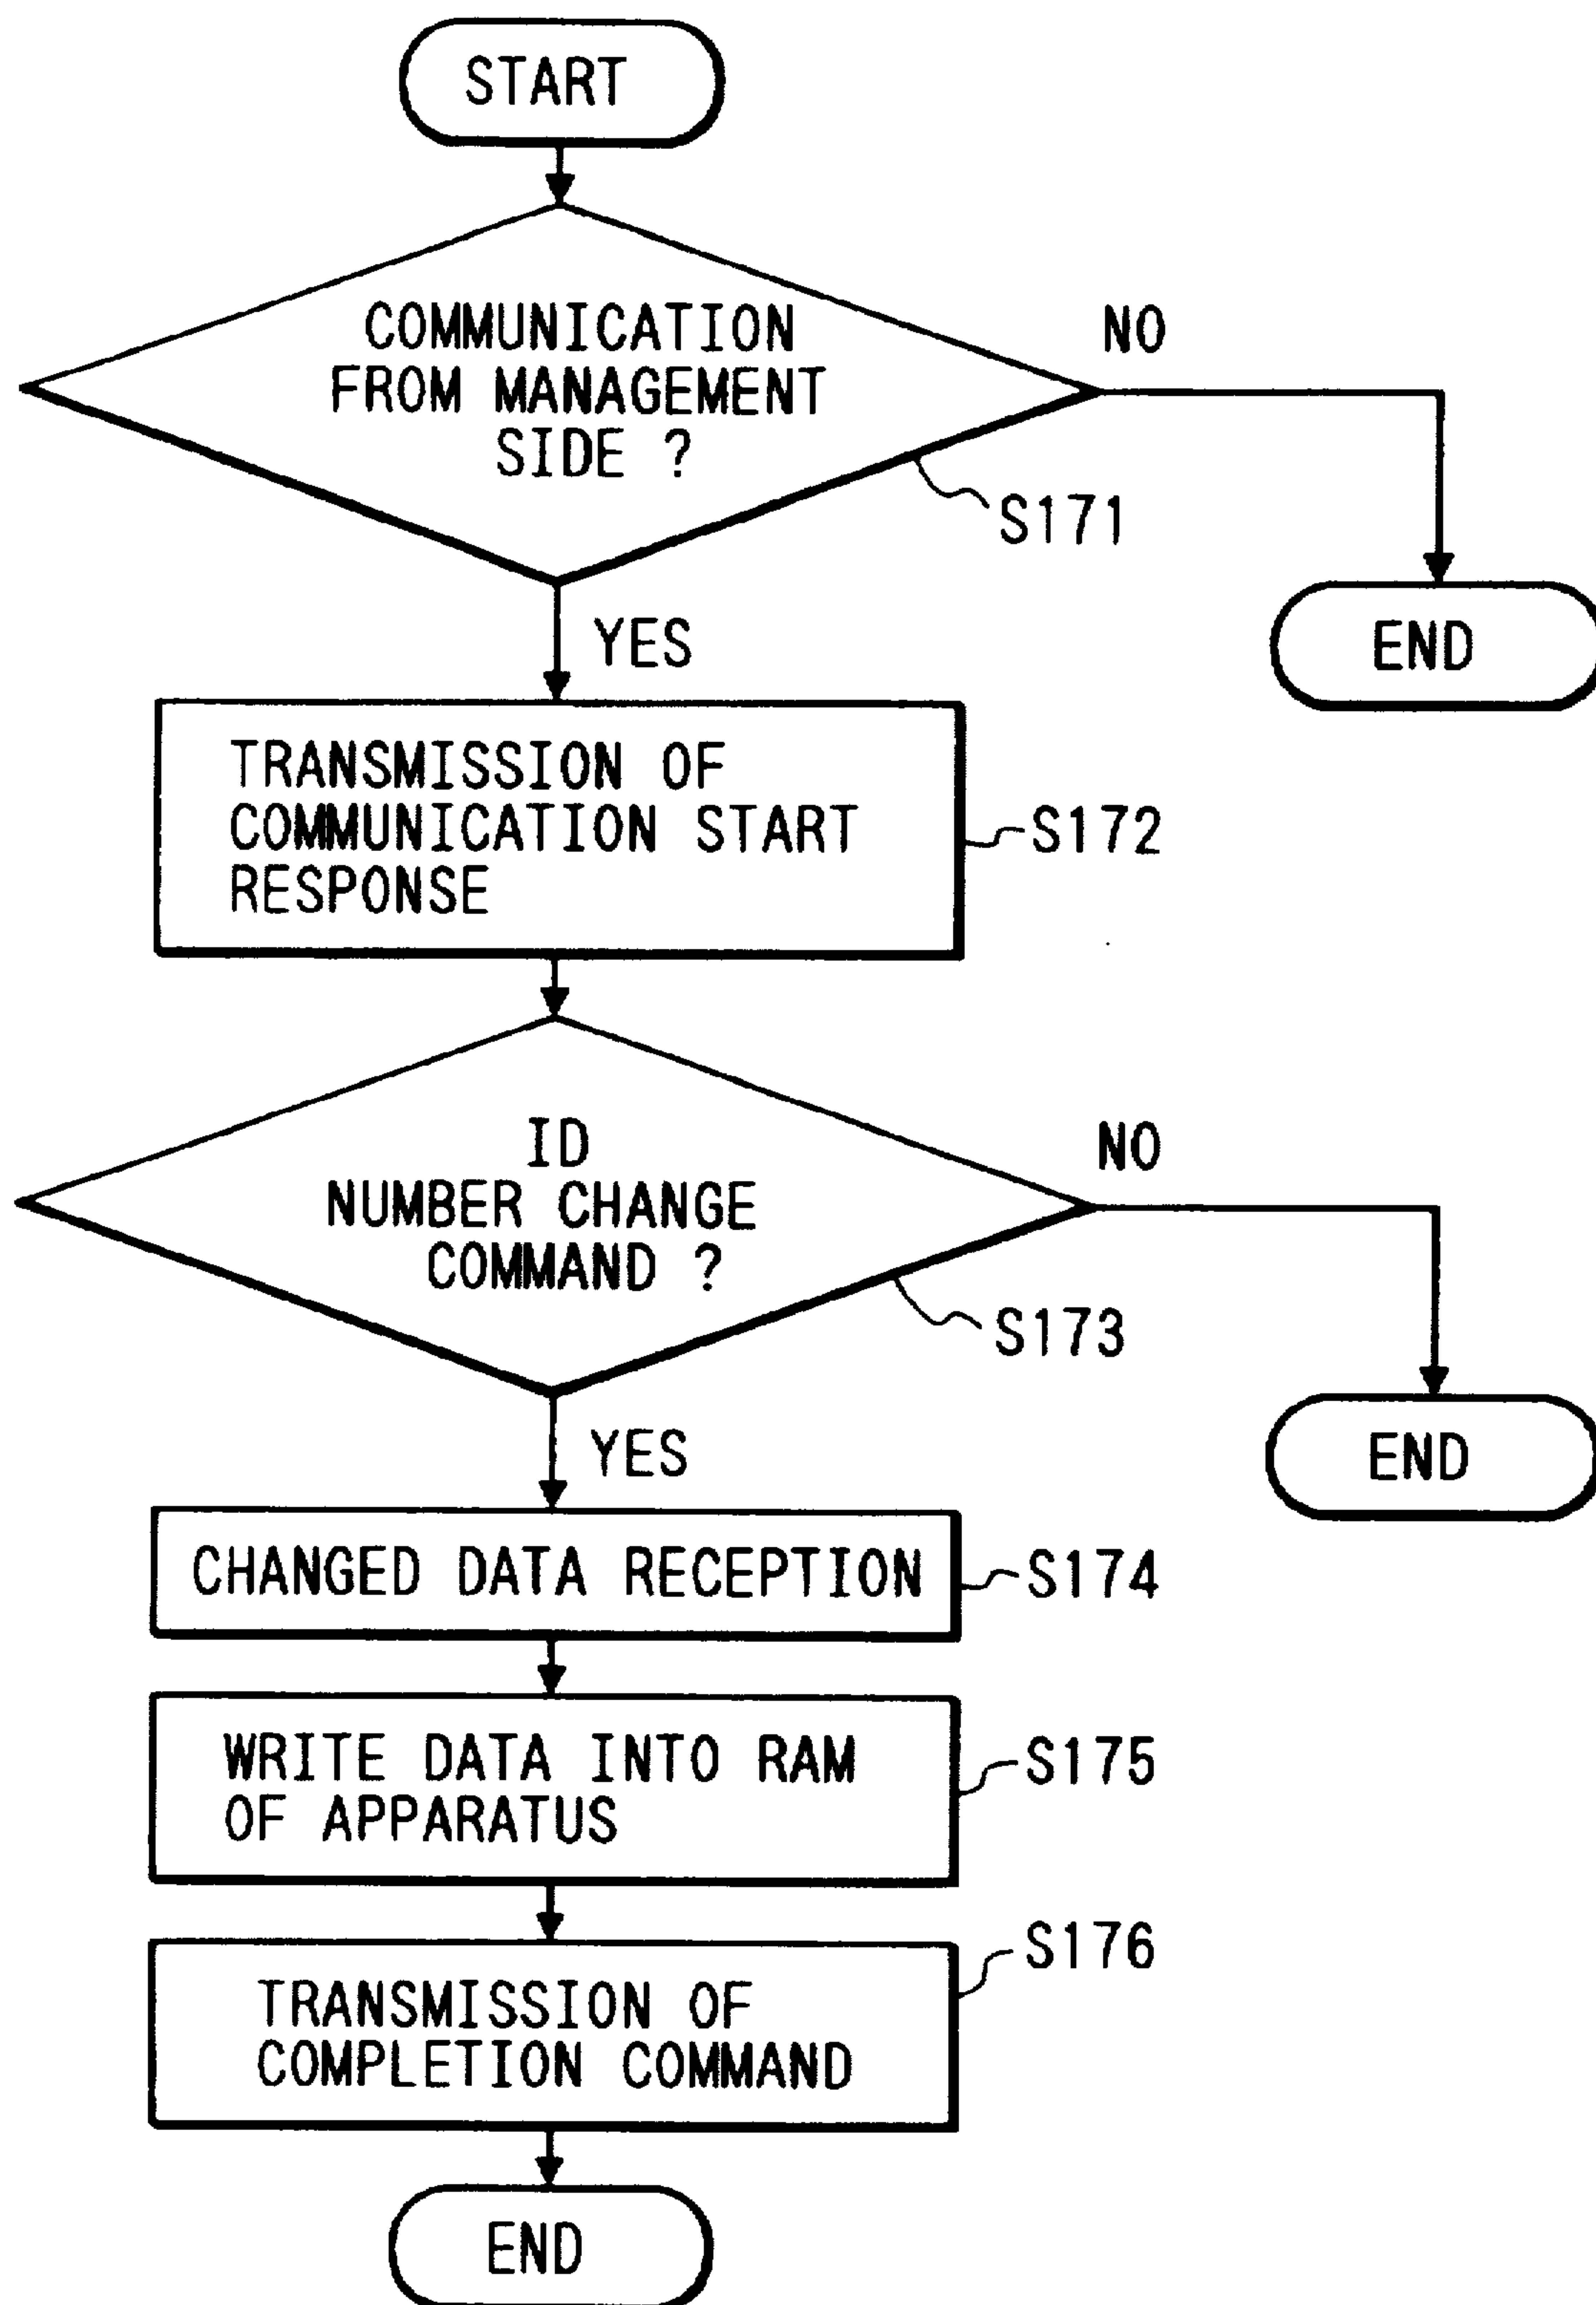 START
COMMUNICATION
FROM MANAGEMENT
SIDE ?
NO
S171
END
YES
TRANSMISSION OF
COMMUNICATION START
RESPONSE
S172
ID
NUMBER CHANGE
COMMAND ?
NO
S173
END
YES
CHANGED DATA RECEPTION
S174
WRITE DATA INTO RAM
OF APPARATUS
S175
TRANSMISSION OF
COMPLETION COMMAND
S176
END